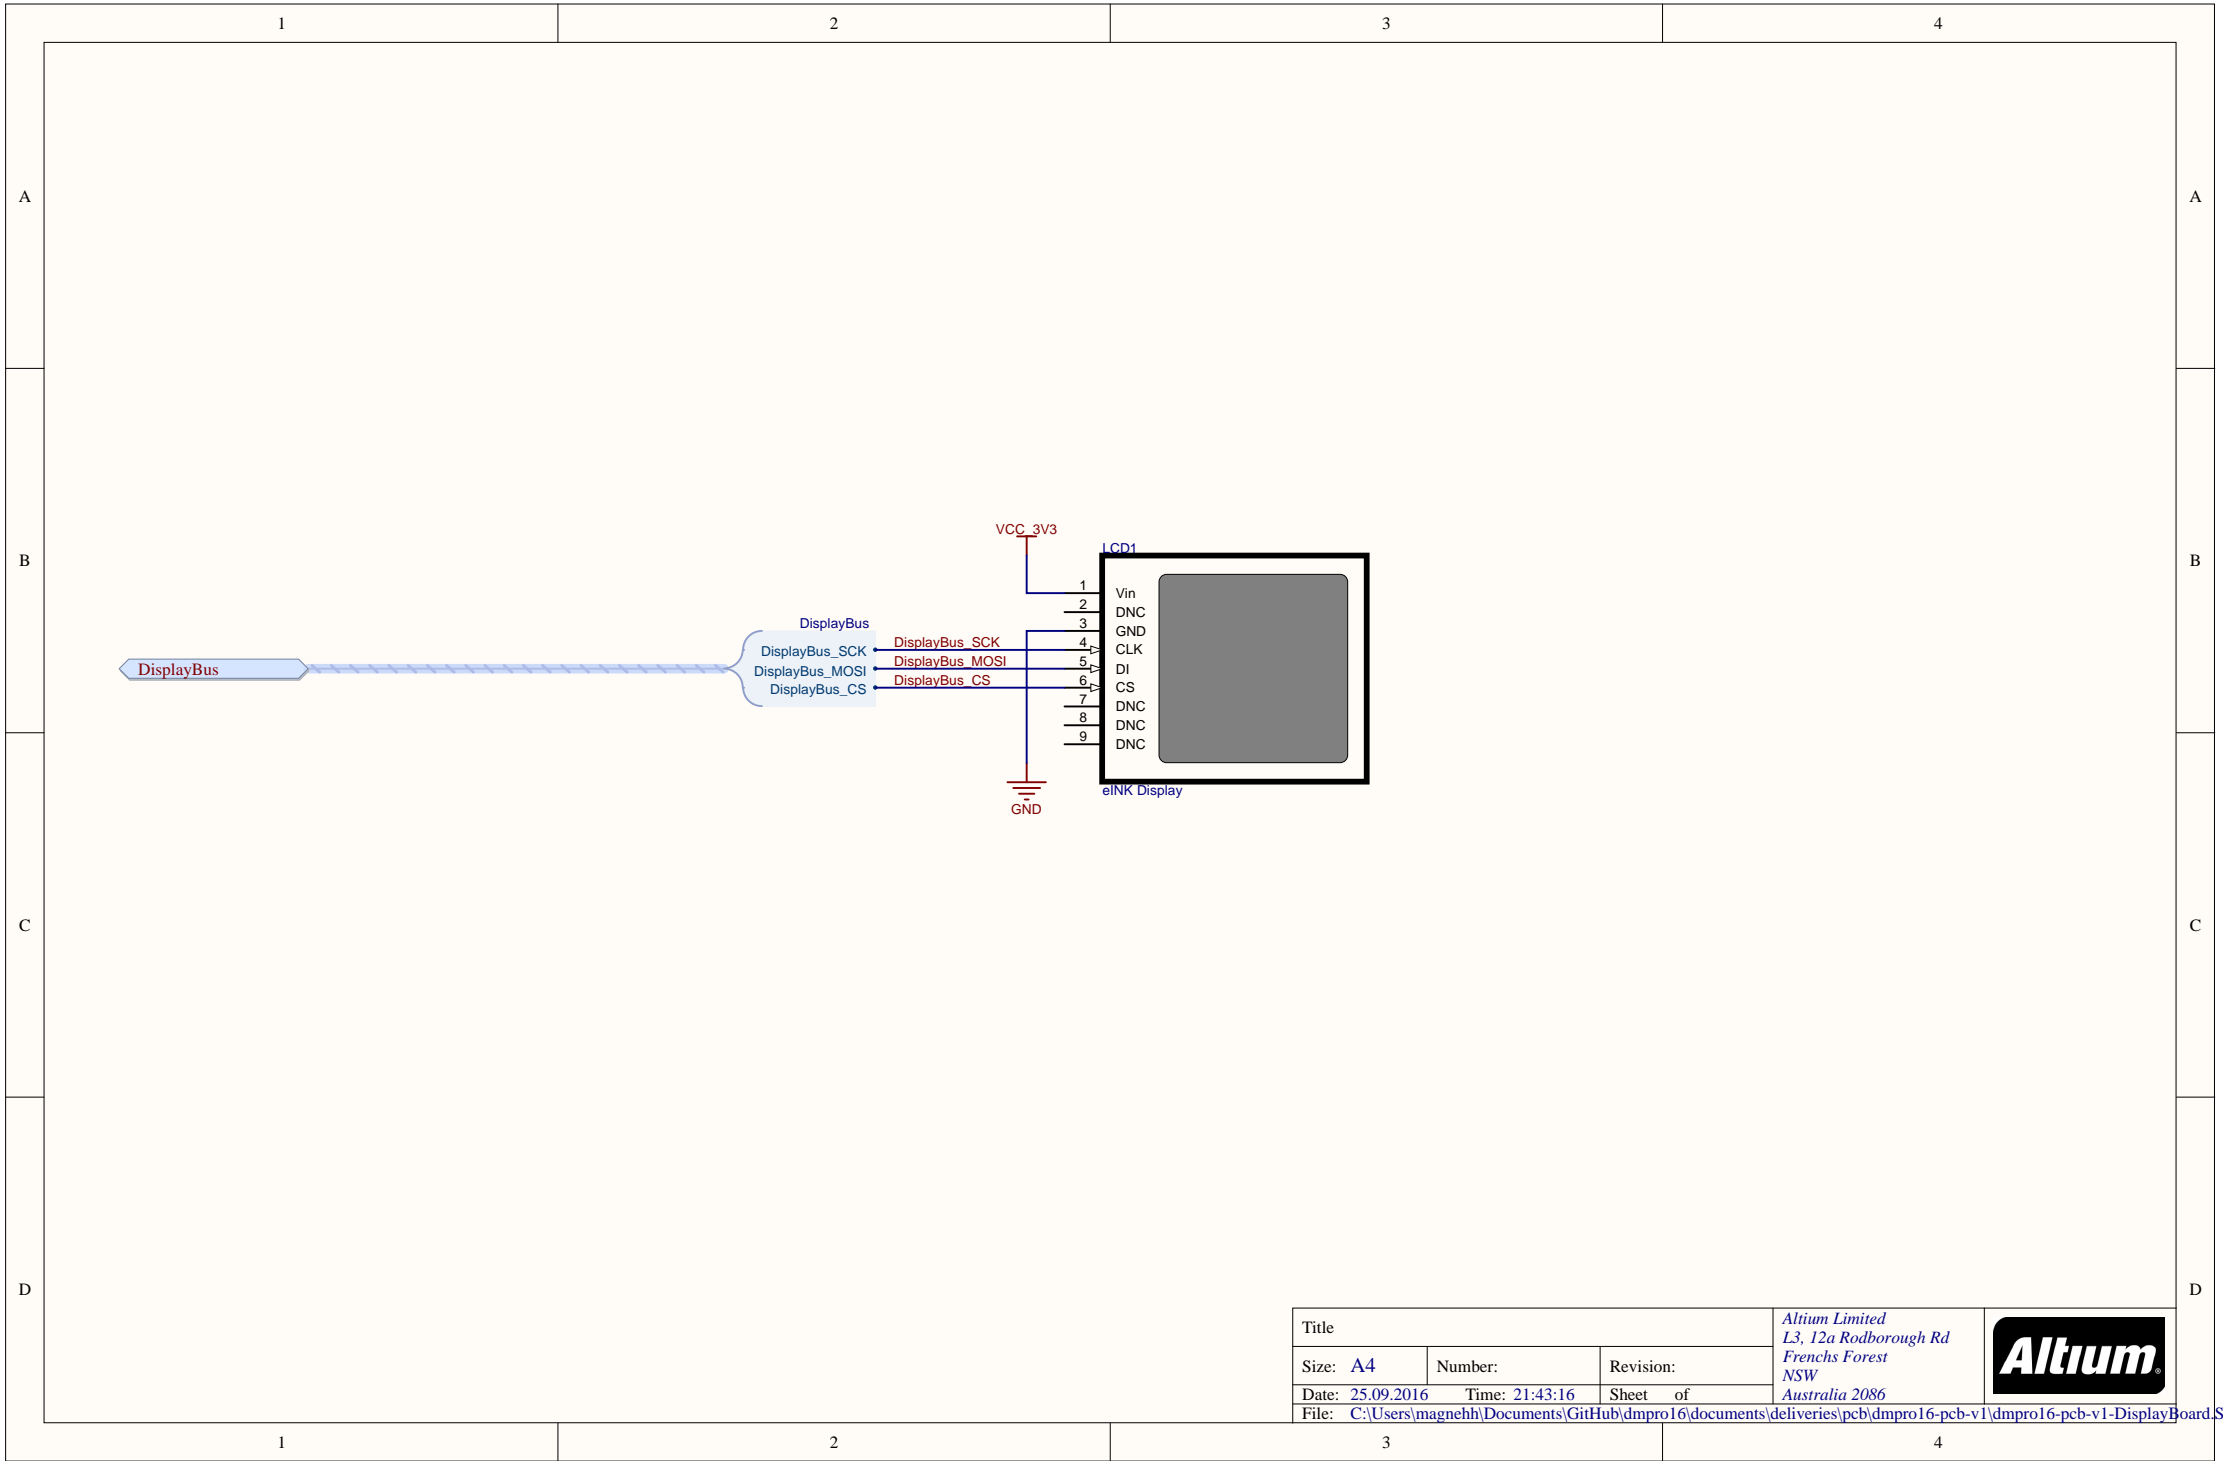 1 2 3 4
A A
VCC_3V3
LCD1
B B
1 Vin
2 DNC
DisplayBus
3 GND
DisplayBus_SCK DisplayBus_SCK 4 CLK
DisplayBus DisplayBus_MOSI DisplayBus_MOSI 5 DI
DisplayBus_CS DisplayBus_CS 6 CS
7 DNC
8 DNC
9 DNC
eINK Display
GND
C C
D D
Title
Size: A4 Number: Revision:
Date: 25.09.2016 Time: 21:43:16 Sheet of
File: C:\Users\magnehh\Documents\GitHub\dmpro16\documents\deliveries\pcb\dmpro16-pcb-v1\dmpro16-pcb-v1-DisplayBoard.S
Altium Limited
L3, 12a Rodborough Rd
Frenchs Forest
NSW
Australia 2086
Altium
1 2 3 4